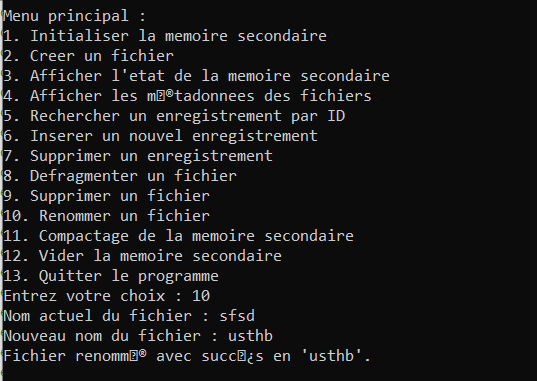 Menu principal :
1. Initialiser la memoire secondaire
2. Creer un fichier
3. Afficher l'etat de la memoire secondaire
4. Afficher les m�®tadonnees des fichiers
5. Rechercher un enregistrement par ID
6. Inserer un nouvel enregistrement
7. Supprimer un enregistrement
8. Defragmenter un fichier
9. Supprimer un fichier
10. Renommer un fichier
11. Compactage de la memoire secondaire
12. Vider la memoire secondaire
13. Quitter le programme
Entrez votre choix : 10
Nom actuel du fichier : sfsd
Nouveau nom du fichier : usthb
Fichier renomm�® avec succ�¿s en 'usthb'.